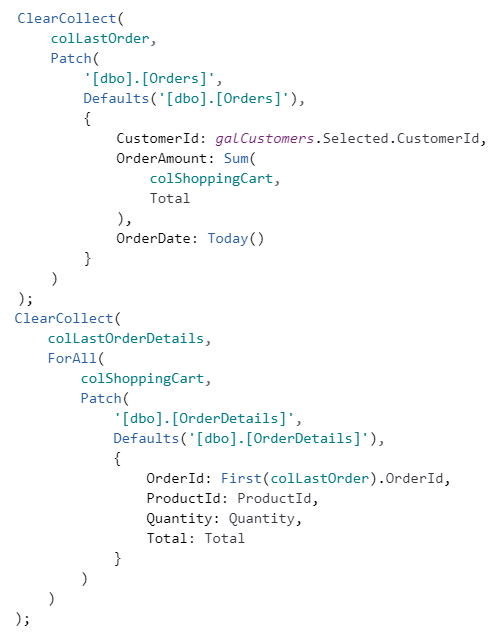 ClearCollect(
    colLastOrder,
    Patch(
        '[dbo].[Orders]',
        Defaults('[dbo].[Orders]'),
        {
            CustomerId: galCustomers.Selected.CustomerId,
            OrderAmount: Sum(
                colShoppingCart,
                Total
            ),
            OrderDate: Today()
        }
    )
);
ClearCollect(
    colLastOrderDetails,
    ForAll(
        colShoppingCart,
        Patch(
            '[dbo].[OrderDetails]',
            Defaults('[dbo].[OrderDetails]'),
            {
                OrderId: First(colLastOrder).OrderId,
                ProductId: ProductId,
                Quantity: Quantity,
                Total: Total
            }
        )
    )
);